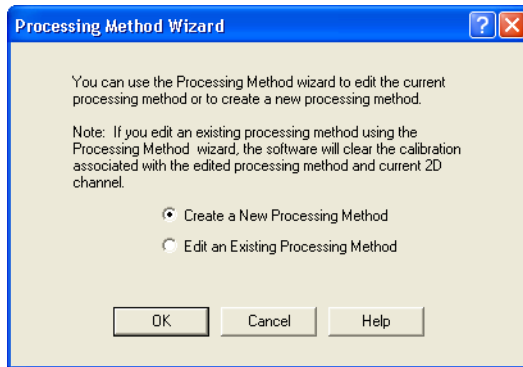 Processing Method Wizard
You can use the Processing Method wizard to edit the current
processing method or to create a new processing method.
Note: If you edit an existing processing method using the
Processing Method wizard, the software will clear the calibration
associated with the edited processing method and current 2D
channel.
Create a New Processing Method
Edit an Existing Processing Method
OK Cancel Help